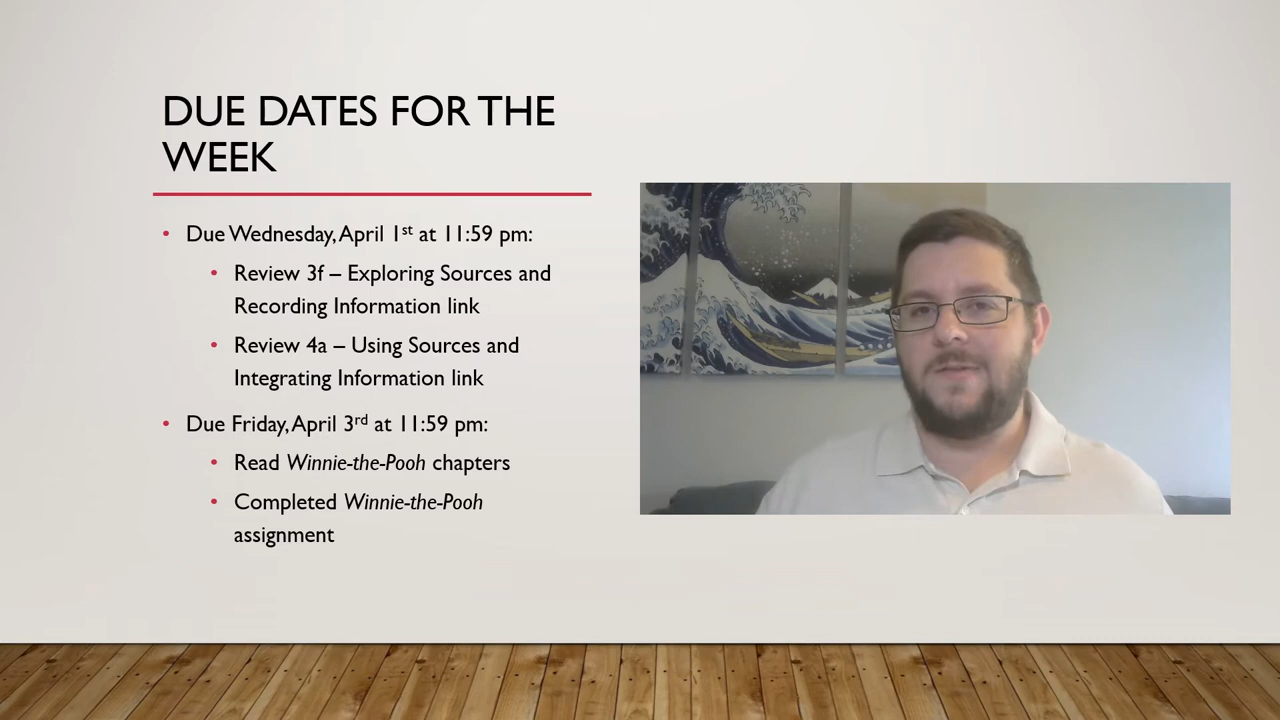 DUE DATES FOR THE
WEEK
• Due Wednesday, April 1st at 11:59 pm:
• Review 3f – Exploring Sources and
Recording Information link
• Review 4a – Using Sources and
Integrating Information link
• Due Friday, April 3rd at 11:59 pm:
• Read Winnie-the-Pooh chapters
• Completed Winnie-the-Pooh
assignment